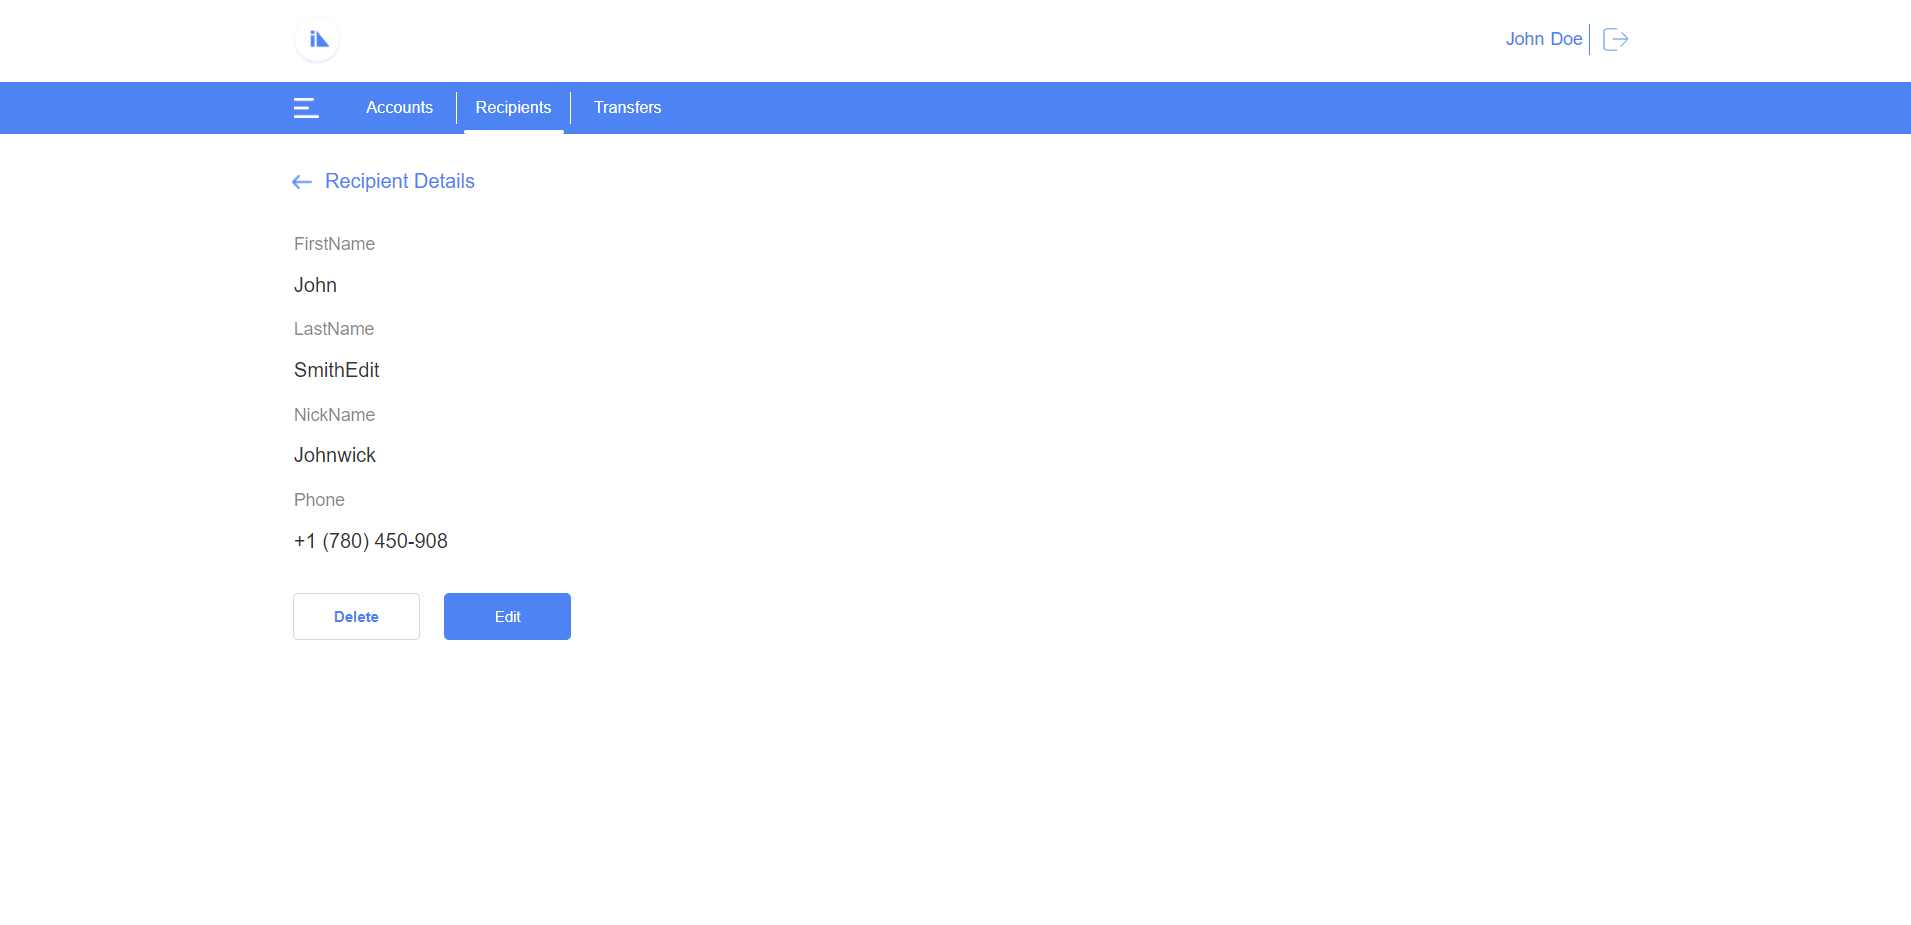 John Doe
Accounts Recipients Transfers
Recipient Details
FirstName
John
LastName
SmithEdit
NickName
Johnwick
Phone
+1 (780) 450-908
Delete Edit